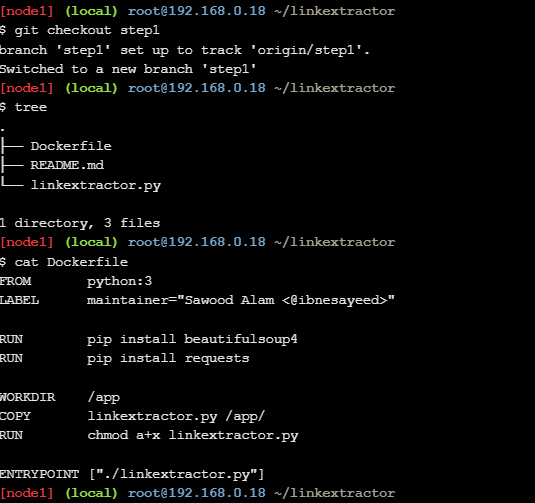 [node1] (local) root@192.168.0.18 ~/linkextractor
$ git checkout step1
branch 'step1' set up to track 'origin/step1'.
Switched to a new branch 'step1'
[node1] (local) root@192.168.0.18 ~/linkextractor
$ tree
.
├── Dockerfile
├── README.md
└── linkextractor.py

1 directory, 3 files
[node1] (local) root@192.168.0.18 ~/linkextractor
$ cat Dockerfile
FROM       python:3
LABEL      maintainer="Sawood Alam <@ibnesayeed>"

RUN        pip install beautifulsoup4
RUN        pip install requests

WORKDIR    /app
COPY       linkextractor.py /app/
RUN        chmod a+x linkextractor.py

ENTRYPOINT ["./linkextractor.py"]
[node1] (local) root@192.168.0.18 ~/linkextractor